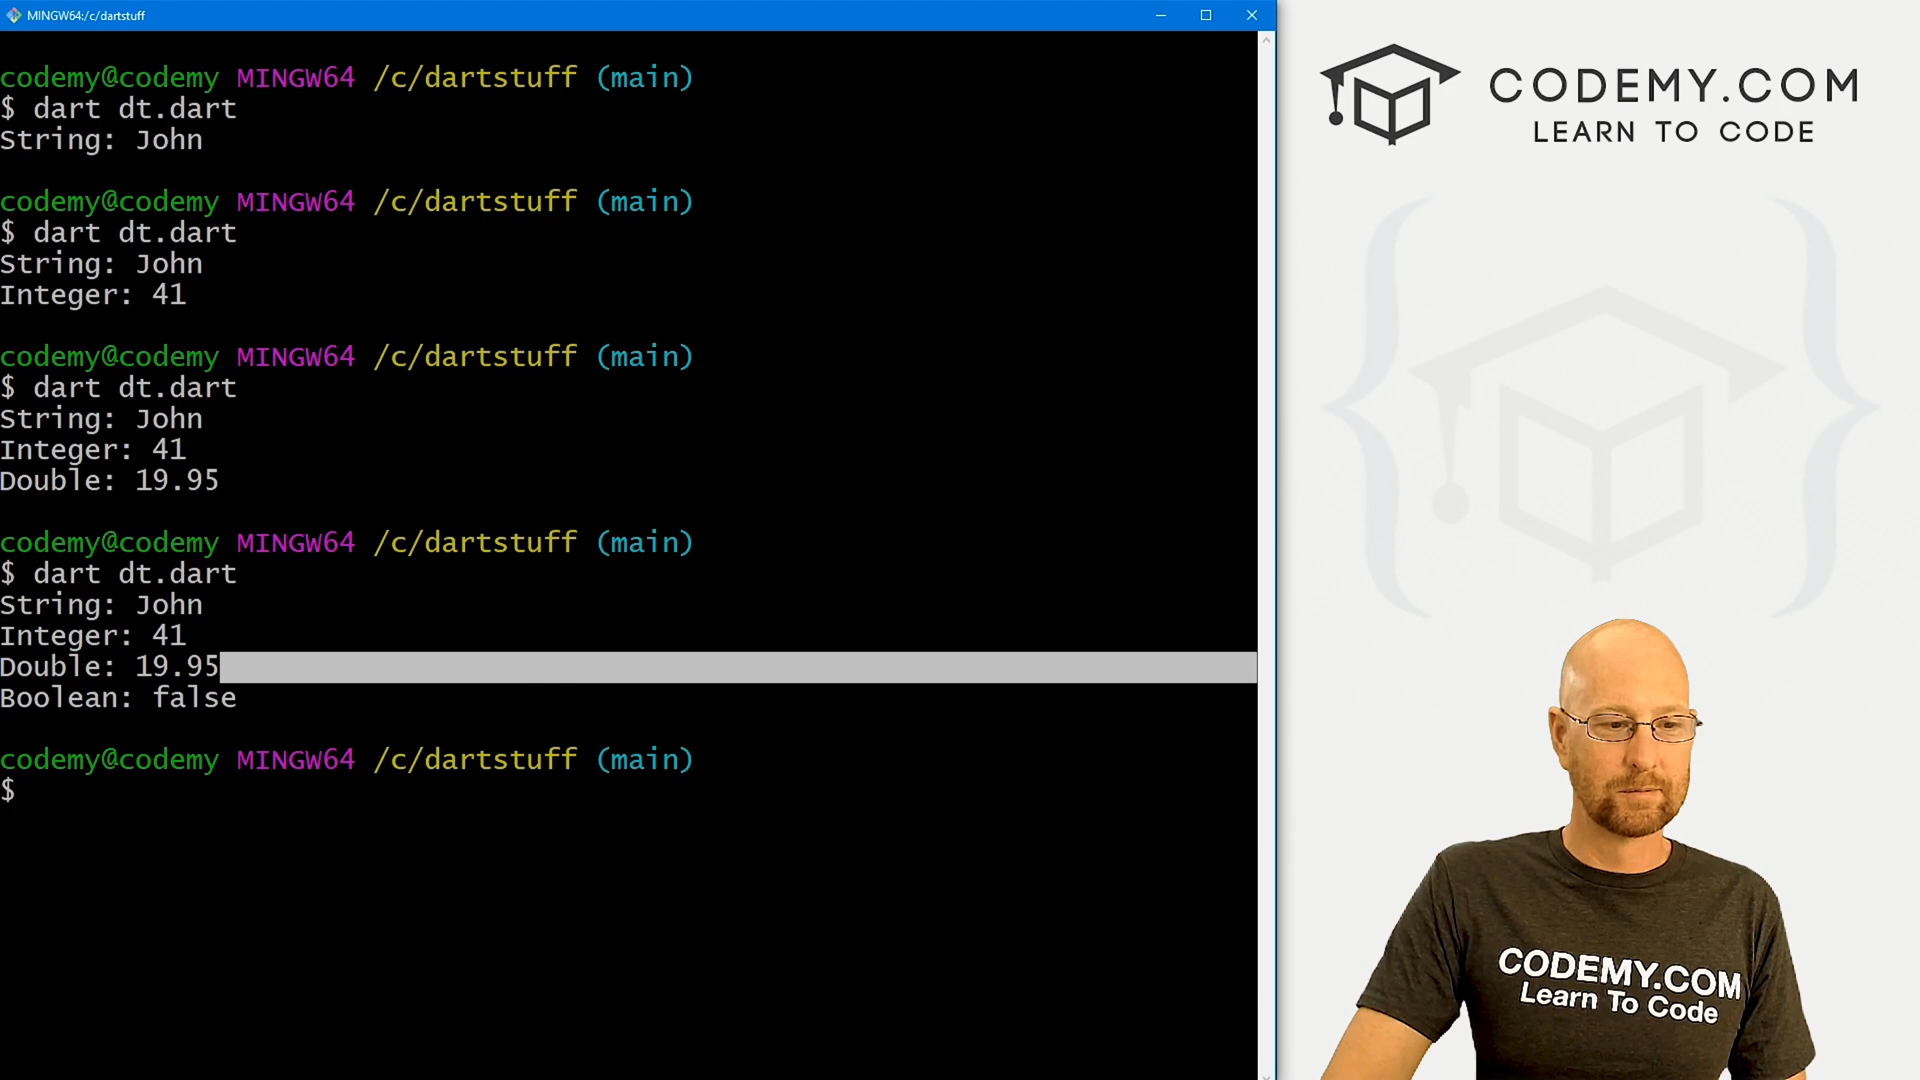 MINGW64:/c/dartstuff
codemy@codemy MINGW64 /c/dartstuff (main)
$ dart dt.dart
String: John
codemy@codemy MINGW64 /c/dartstuff (main)
$ dart dt.dart
String: John
Integer: 41
codemy@codemy MINGW64 /c/dartstuff (main)
$ dart dt.dart
String: John
Integer: 41
Double: 19.95
codemy@codemy MINGW64 /c/dartstuff (main)
$ dart dt.dart
String: John
Integer: 41
Double: 19.95
Boolean: false
codemy@codemy MINGW64 /c/dartstuff (main)
$
CODEMY.COM
LEARN TO CODE
CODEMY.COM
Learn To Code